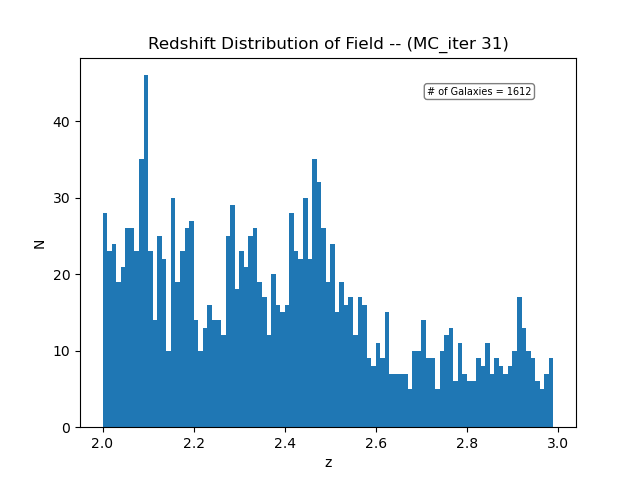 Redshift Distribution of Field -- (MC_iter 31)
# of Galaxies = 1612
N
40
30
20
10
0
2.0 2.2 2.4 2.6 2.8 3.0
z